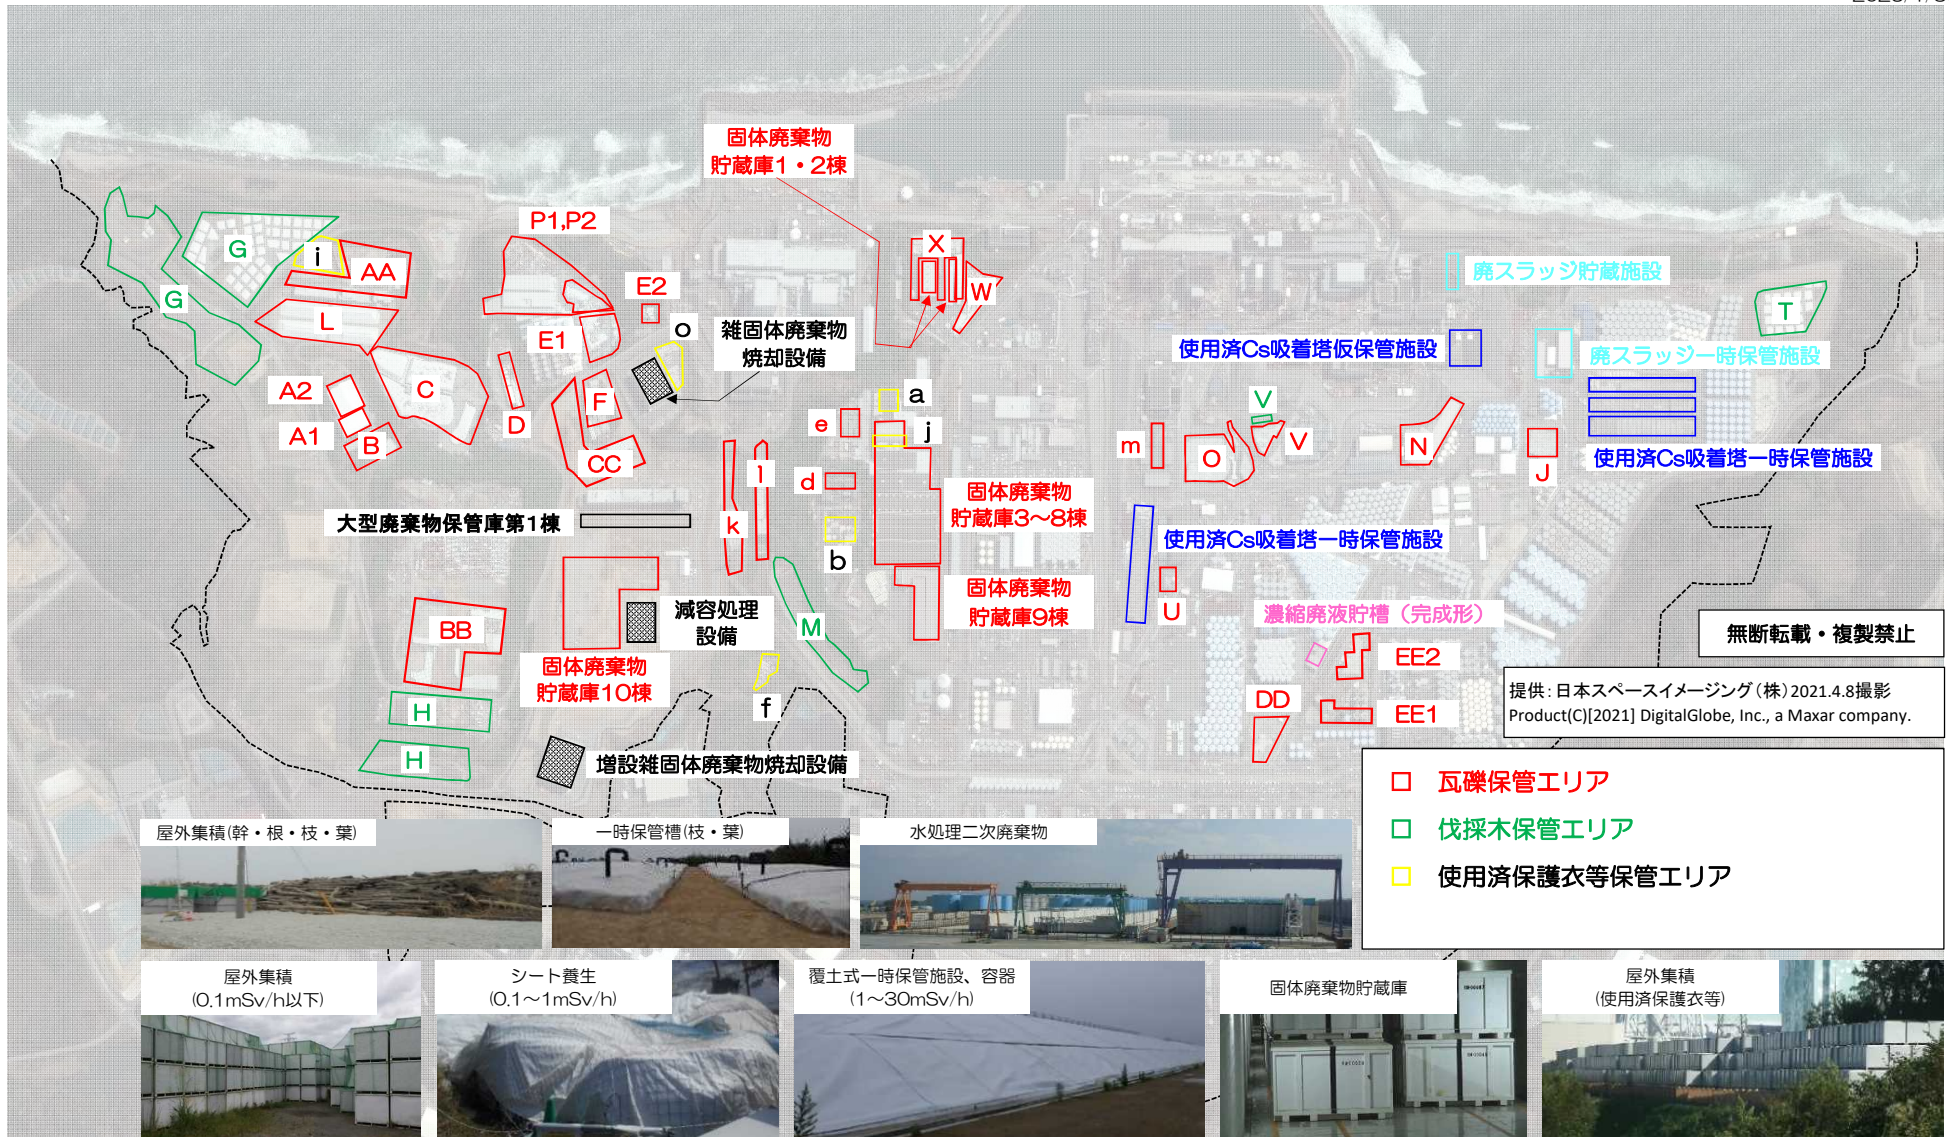 固体廃棄物
貯蔵庫1・2棟
P1,P2
X
G
i
AA
W
廃スラッジ貯蔵施設
G
E2
T
L
o
雑固体廃棄物
焼却設備
E1
使用済Cs吸着塔仮保管施設
廃スラッジ一時保管施設
A2
C
F
a
V
D
e
j
A1
B
m
O
V
N
J
使用済Cs吸着塔一時保管施設
CC
l
d
固体廃棄物
貯蔵庫3〜8棟
大型廃棄物保管庫第1棟
k
使用済Cs吸着塔一時保管施設
b
固体廃棄物
貯蔵庫9棟
減容処理
設備
U
濃縮廃液貯槽（完成形）
BB
M
無断転載・複製禁止
EE2
固体廃棄物
貯蔵庫10棟
提供：日本スペースイメージング（株）2021.4.8撮影
Product(C)[2021] DigitalGlobe, Inc., a Maxar company.
H
f
DD
EE1
H
増設雑固体廃棄物焼却設備
瓦礫保管エリア
伐採木保管エリア
使用済保護衣等保管エリア
屋外集積(幹・根・枝・葉)
一時保管槽(枝・葉)
水処理二次廃棄物
屋外集積
(0.1mSv/h以下)
シート養生
(0.1〜1mSv/h)
覆土式一時保管施設、容器
(1〜30mSv/h)
固体廃棄物貯蔵庫
屋外集積
(使用済保護衣等)